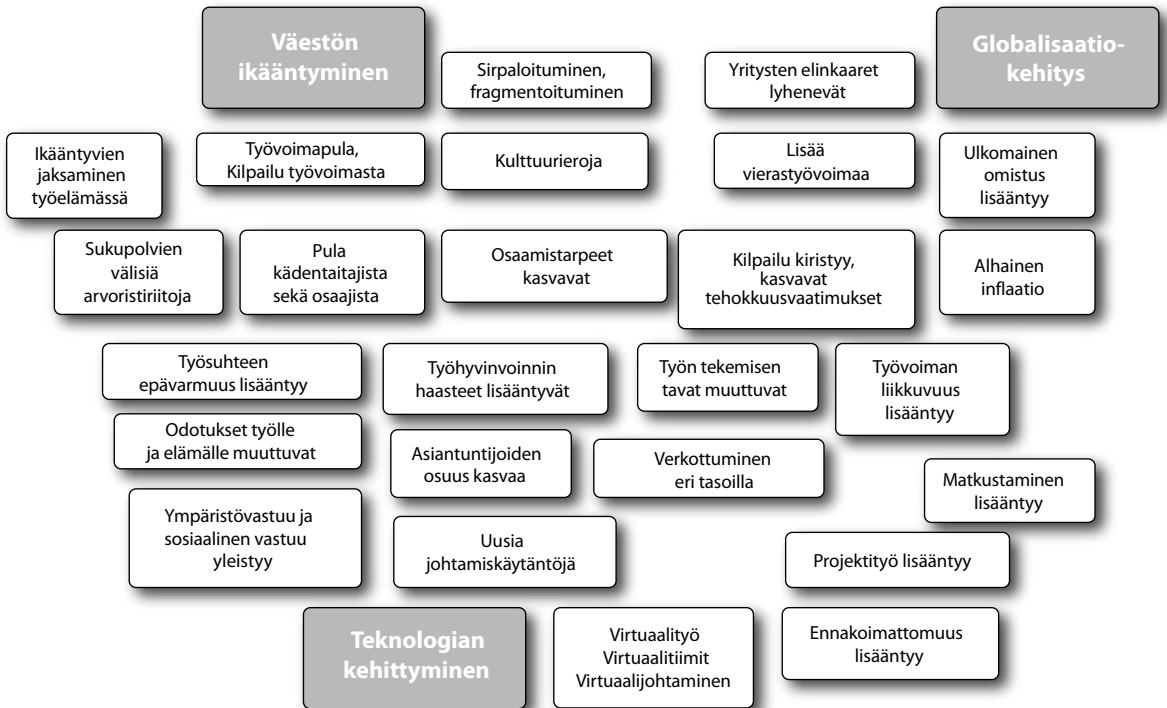 Väestön
ikääntyminen
Sirpaloituminen,
fragmentoituminen
Yritysten elinkaaret
lyhenevät
Globalisaatio-
kehitys
Ikääntyvien
jaksaminen
työelämässä
Työvoimapula,
Kilpailu työvoimasta
Kulttuurieroja
Lisää
vierastyövoimaa
Ulkomainen
omistus
lisääntyy
Sukupolvien
välisiä
arvoristiriitoja
Pula
kädentaitajista
sekä osaajista
Osaamistarpeet
kasvavat
Kilpailu kiristyy,
kasvavat
tehokkuusvaatimukset
Alhainen
inflaatio
Työsuhteen
epävarmuus lisääntyy
Työhyvinvoinnin
haasteet lisääntyvät
Työn tekemisen
tavat muuttuvat
Työvoiman
liikkuvuus
lisääntyy
Odotukset työlle
ja elämälle muuttuvat
Asiantuntijoiden
osuus kasvaa
Verkottuminen
eri tasoilla
Matkustaminen
lisääntyy
Ympäristövastuu ja
sosiaalinen vastuu
yleistyy
Uusia
johtamiskäytäntöjä
Projektityö lisääntyy
Teknologian
kehittyminen
Virtuaalityö
Virtuaalitiimit
Virtuaalijohtaminen
Ennakoimattomuus
lisääntyy